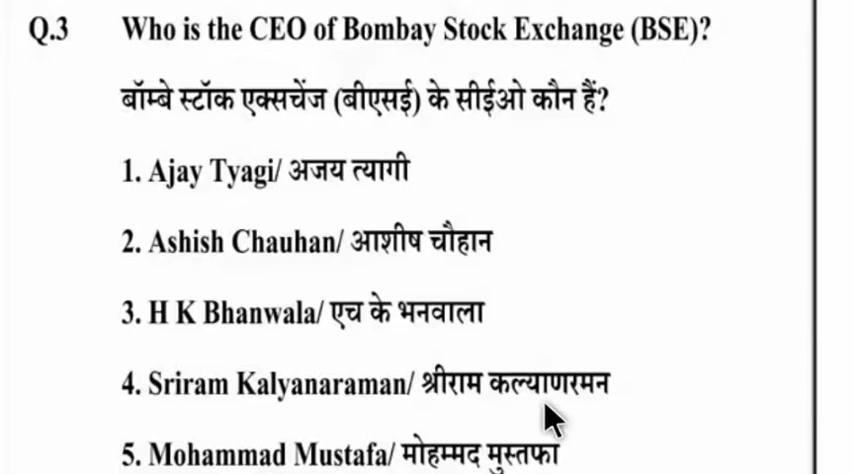 Q.3 Who is the CEO of Bombay Stock Exchange (BSE)?
बॉम्बे स्टॉक एक्सचेंज (बीएसई) के सीईओ कौन हैं?
1. Ajay Tyagi/ अजय त्यागी
2. Ashish Chauhan/ आशीष चौहान
3. H K Bhanwala/ एच के भनवाला
4. Sriram Kalyanaraman/ श्रीराम कल्याणरमन
5. Mohammad Mustafa/ मोहम्मद मुस्तफा